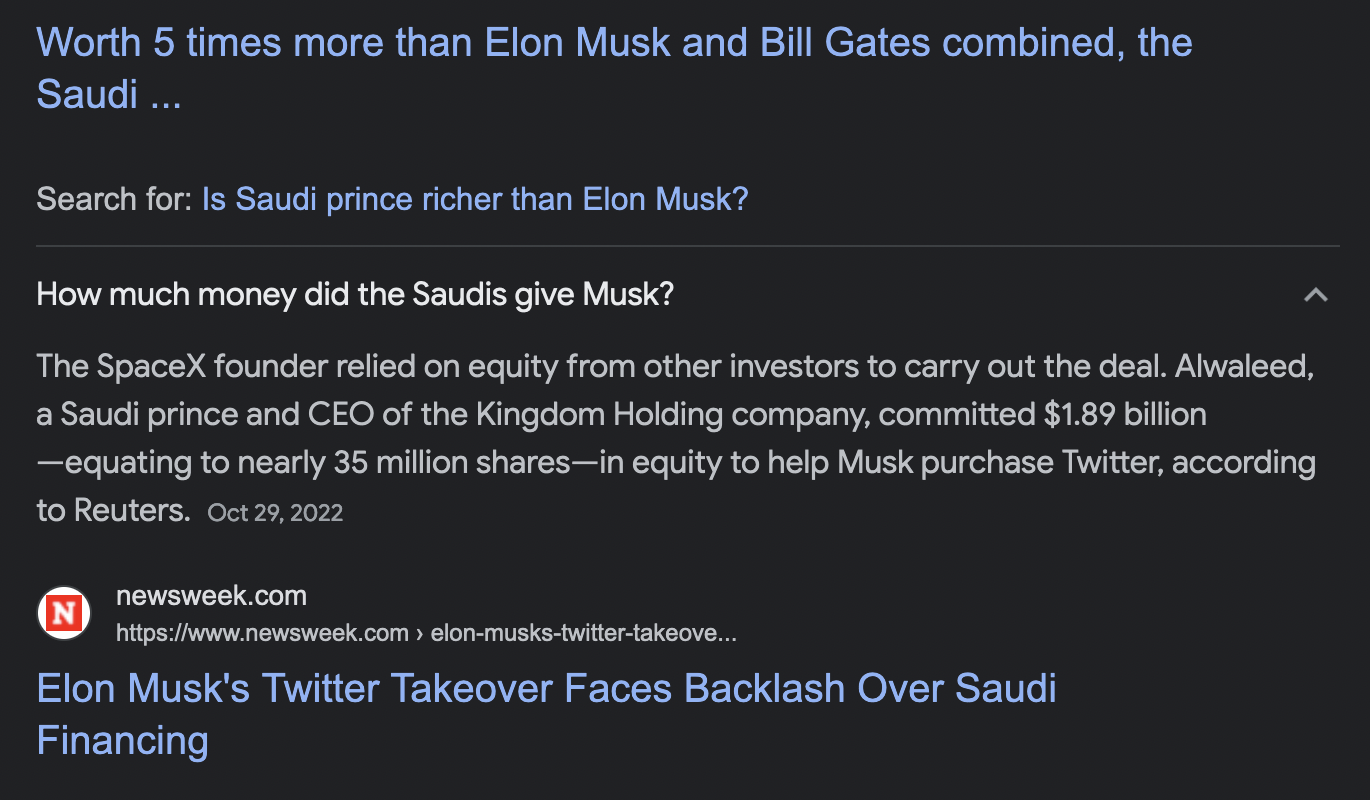 Worth 5 times more than Elon Musk and Bill Gates combined, the
Saudi ...
Search for: Is Saudi prince richer than Elon Musk?
How much money did the Saudis give Musk?
The SpaceX founder relied on equity from other investors to carry out the deal. Alwaleed,
a Saudi prince and CEO of the Kingdom Holding company, committed $1.89 billion
—equating to nearly 35 million shares—in equity to help Musk purchase Twitter, according
to Reuters. Oct 29, 2022
N
newsweek.com
https://www.newsweek.com › elon-musks-twitter-takeove...
Elon Musk's Twitter Takeover Faces Backlash Over Saudi
Financing